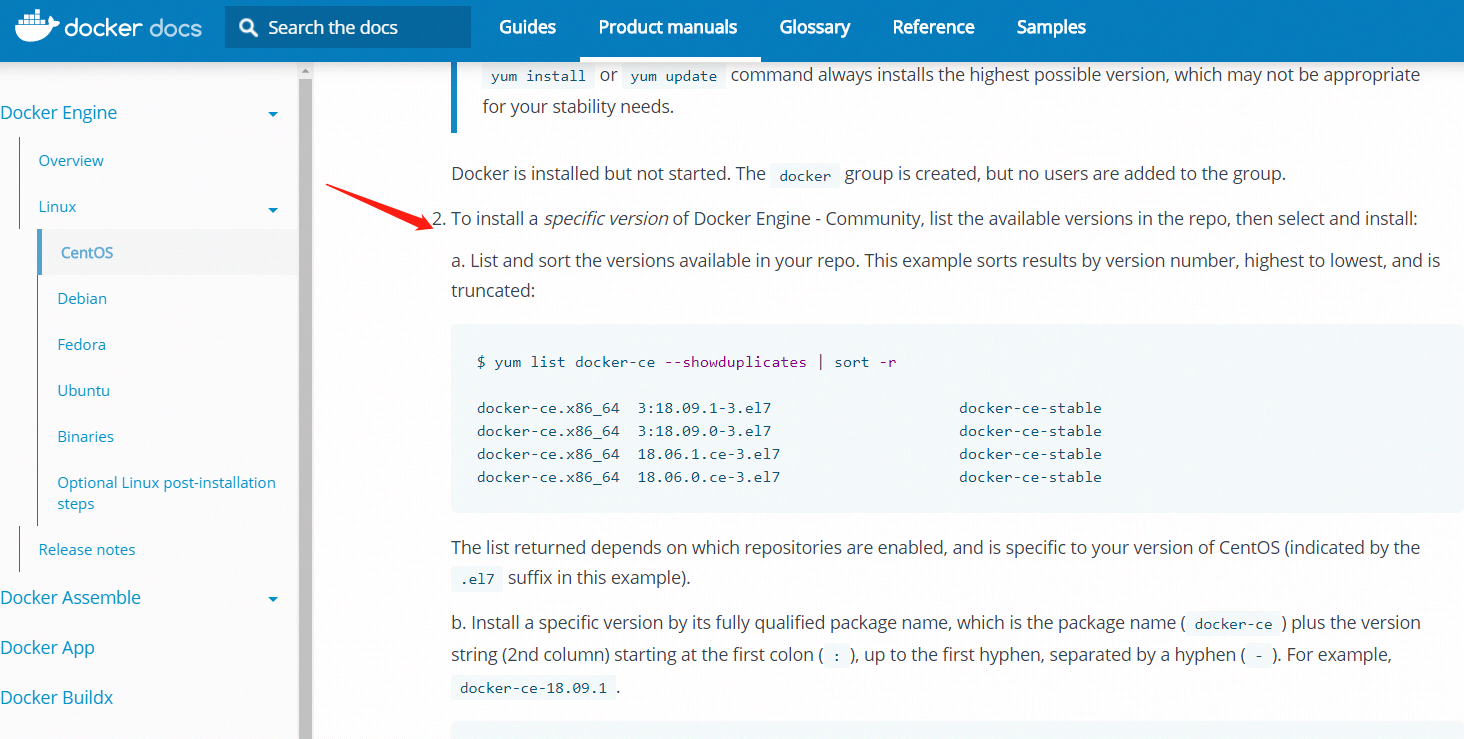 docker docs
Search the docs
Guides
Product manuals
Glossary
Reference
Samples
Docker Engine
Overview
Linux
CentOS
Debian
Fedora
Ubuntu
Binaries
Optional Linux post-installation
steps
Release notes
Docker Assemble
Docker App
Docker Buildx
yum install or yum update command always installs the highest possible version, which may not be appropriate
for your stability needs.
Docker is installed but not started. The docker group is created, but no users are added to the group.
2. To install a specific version of Docker Engine - Community, list the available versions in the repo, then select and install:
a. List and sort the versions available in your repo. This example sorts results by version number, highest to lowest, and is
truncated:
$ yum list docker-ce --showduplicates | sort -r
docker-ce.x86_64  3:18.09.1-3.el7                     docker-ce-stable
docker-ce.x86_64  3:18.09.0-3.el7                     docker-ce-stable
docker-ce.x86_64  18.06.1.ce-3.el7                    docker-ce-stable
docker-ce.x86_64  18.06.0.ce-3.el7                    docker-ce-stable
The list returned depends on which repositories are enabled, and is specific to your version of CentOS (indicated by the
.el7 suffix in this example).
b. Install a specific version by its fully qualified package name, which is the package name ( docker-ce ) plus the version
string (2nd column) starting at the first colon ( : ), up to the first hyphen, separated by a hyphen ( - ). For example,
docker-ce-18.09.1 .